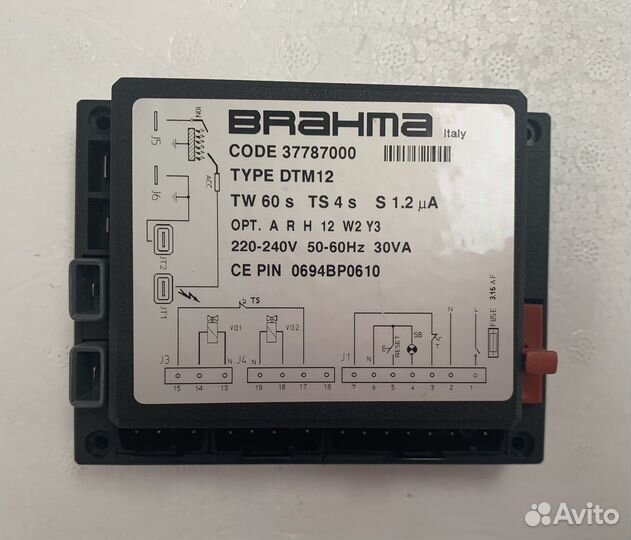 BRAHMA Italy
CODE 37787000
TYPE DTM12
TW 60 s TS 4 s S 1.2 µA
OPT. A R H 12 W2 Y3
220-240V 50-60Hz 30VA
CE PIN 0694BP0610
J5
ION
J6
ACC
JT2
JT1
TS
VG1
VG2
J3
N
J4
N
J1
RESET
SB
T
N
L
FUSE 3.15 A F
15 14 13
19 18 17 16
7 6 5 4 3 2 1
Avito